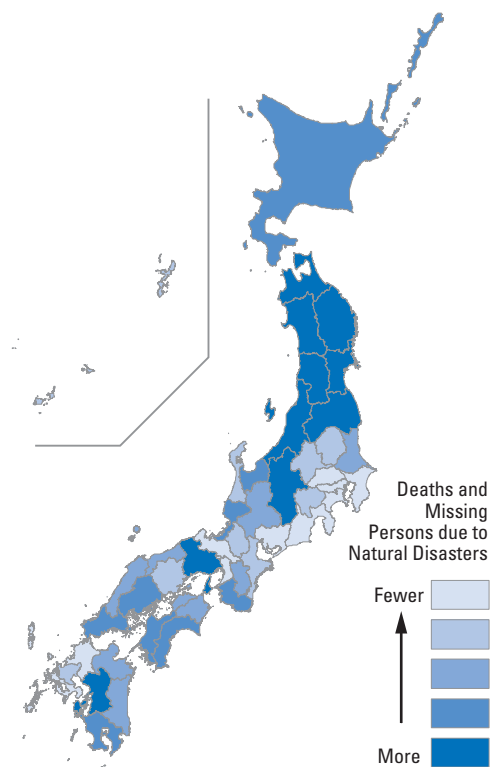 Deaths and
Missing
Persons due to
Natural Disasters
Fewer
More